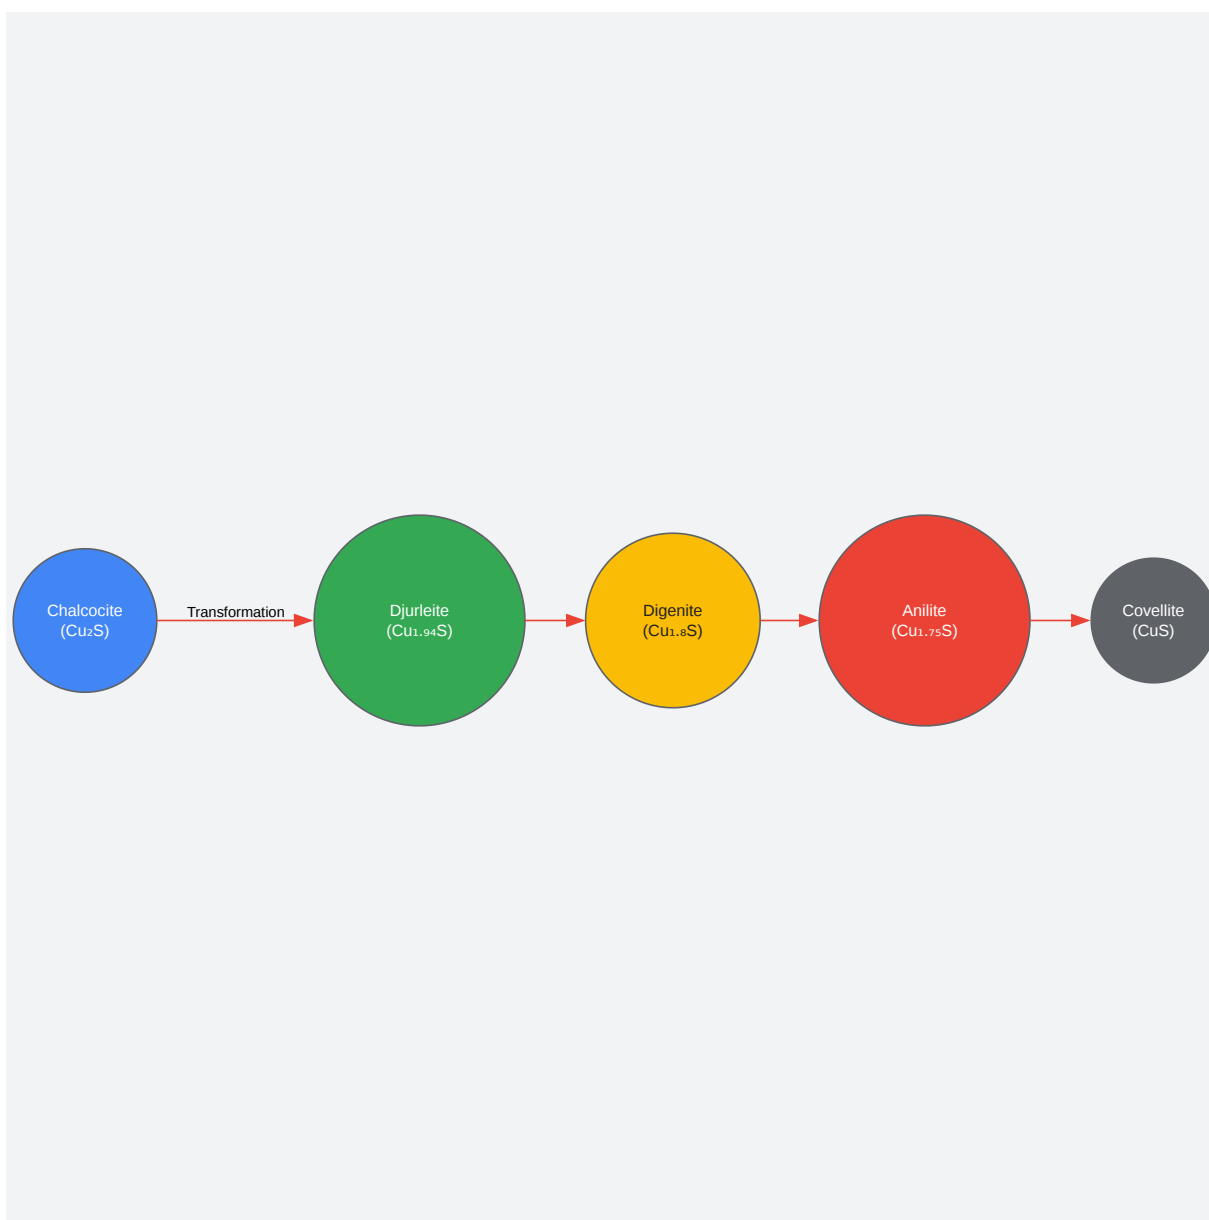 Chalcocite
(Cu₂S)
Transformation
Djurleite
(Cu₁.₉₄S)
Digenite
(Cu₁.₈S)
Anilite
(Cu₁.₇₅S)
Covellite
(CuS)